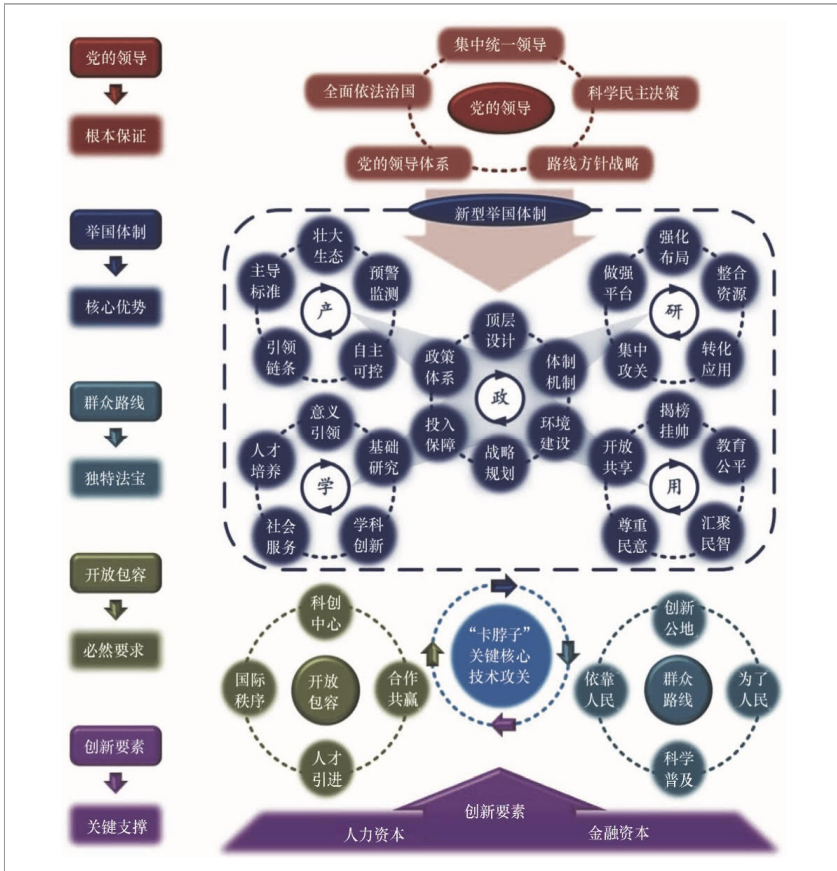 党的领导
根本保证
举国体制
核心优势
群众路线
独特法宝
开放包容
必然要求
创新要素
关键支撑
集中统一领导
全面依法治国
科学民主决策
党的领导
党的领导体系
路线方针战略
新型举国体制
壮大
生态
主导
标准
预警
监测
产
引领
链条
自主
可控
强化
布局
做强
平台
整合
资源
研
集中
攻关
转化
应用
顶层
设计
政策
体系
体制
机制
政
投入
保障
环境
建设
战略
规划
意义
引领
人才
培养
基础
研究
学
社会
服务
学科
创新
揭榜
挂帅
开放
共享
教育
公平
用
尊重
民意
汇聚
民智
科创
中心
国际
秩序
开放
包容
合作
共赢
人才
引进
“卡脖子”
关键核心
技术攻关
创新
公地
依靠
人民
群众
路线
为了
人民
科学
普及
创新要素
人力资本
金融资本